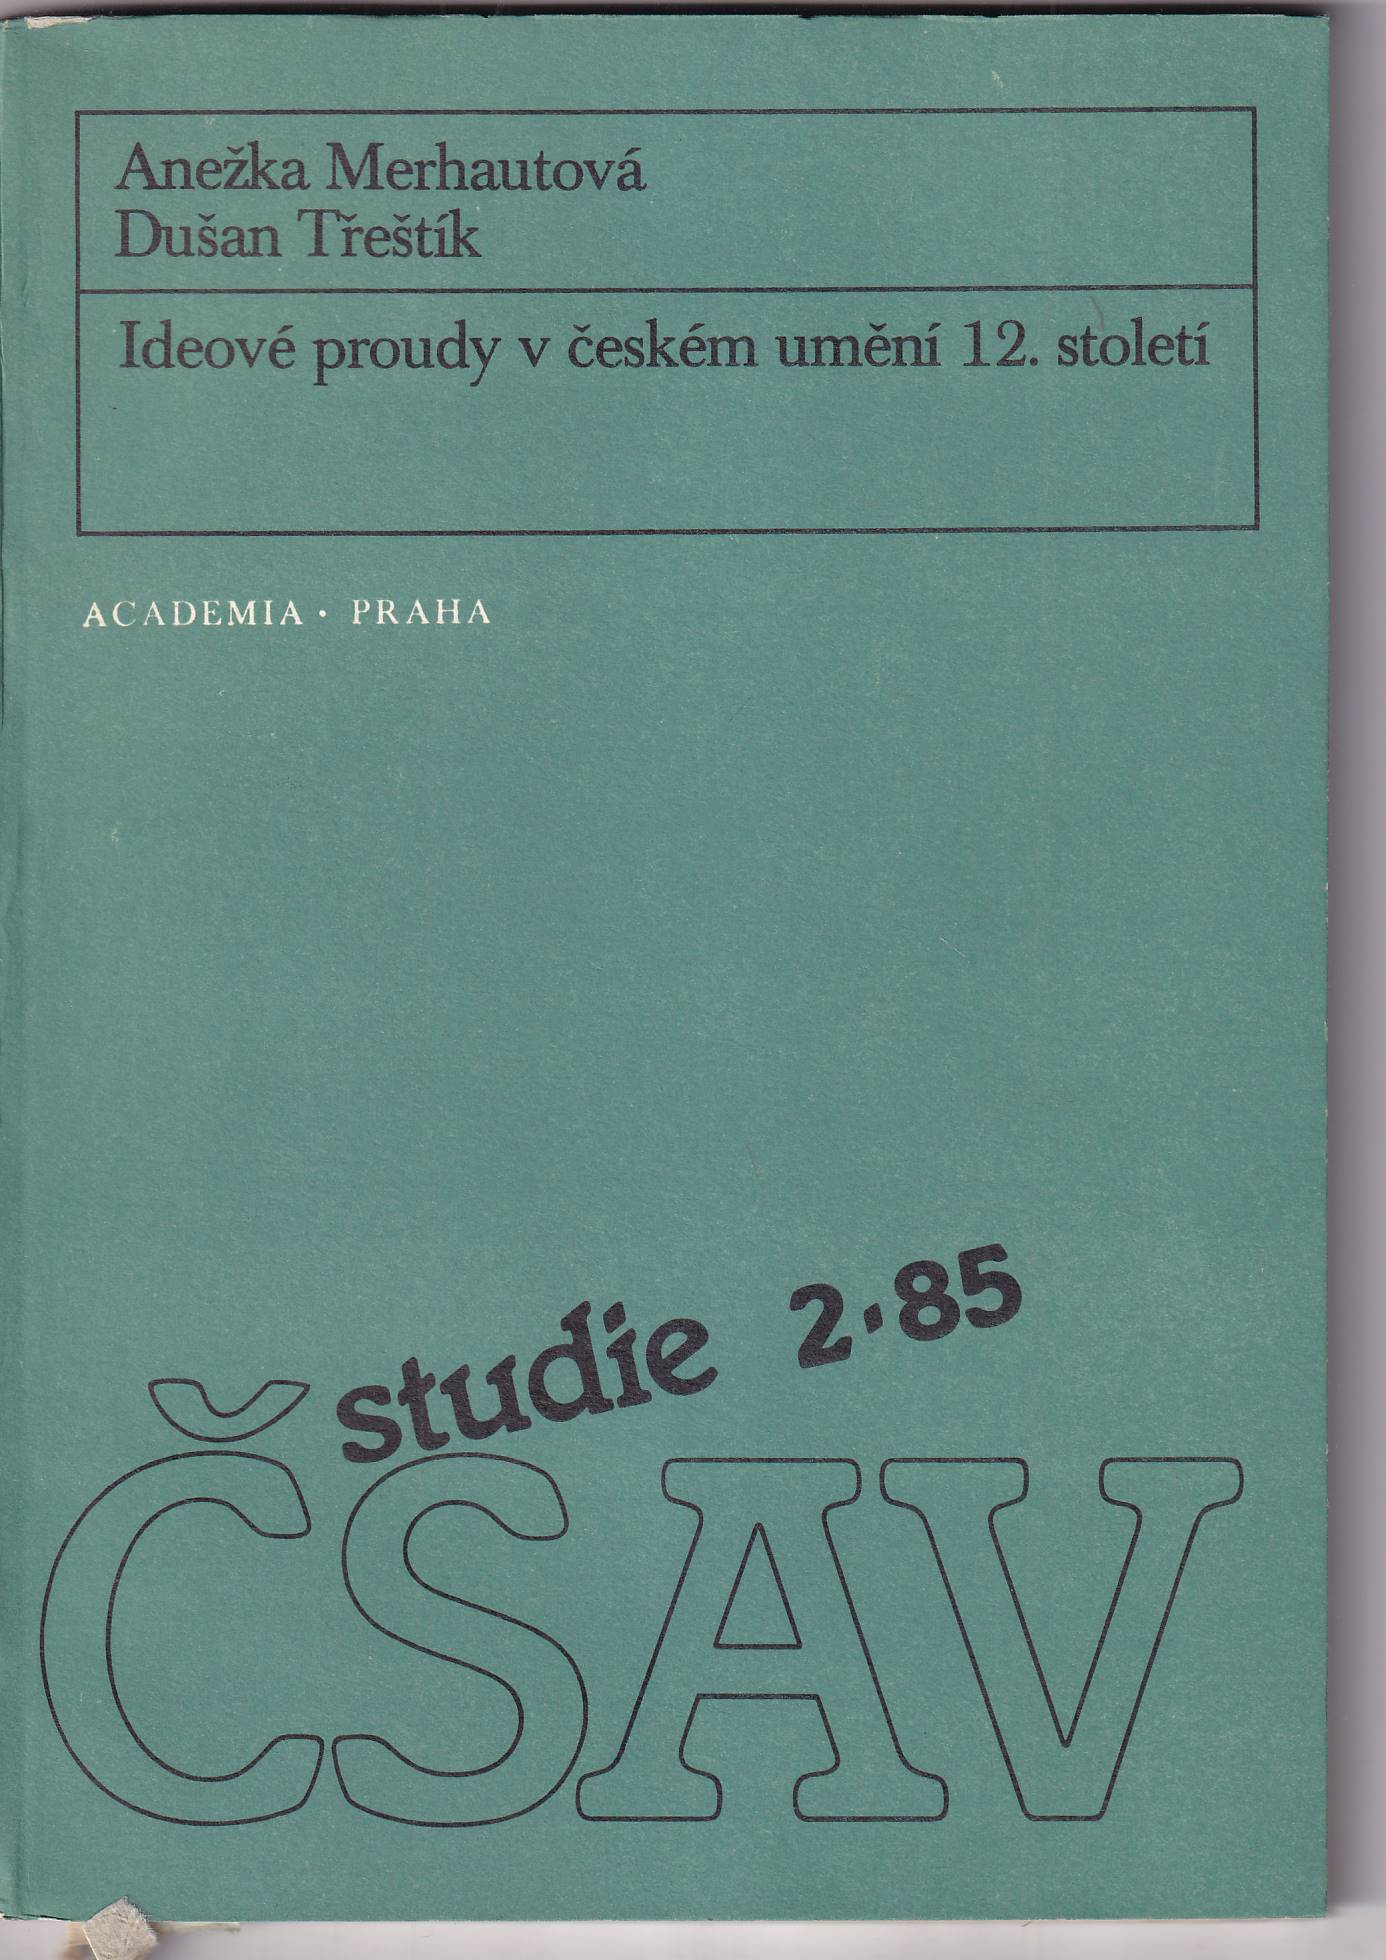 Anežka Merhautová
Dušan Třeštík
Ideové proudy v českém umění 12. století
ACADEMIA · PRAHA
studie 2·85
ČSAV